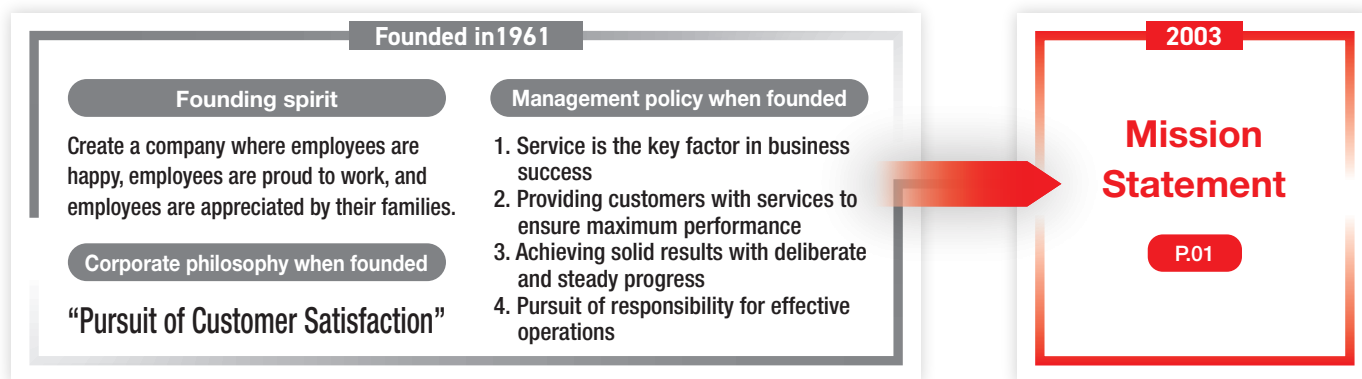 Founded in1961
Founding spirit
Create a company where employees are
happy, employees are proud to work, and
employees are appreciated by their families.
Corporate philosophy when founded
“Pursuit of Customer Satisfaction”
Management policy when founded
1. Service is the key factor in business
success
2. Providing customers with services to
ensure maximum performance
3. Achieving solid results with deliberate
and steady progress
4. Pursuit of responsibility for effective
operations
2003
Mission
Statement
P.01